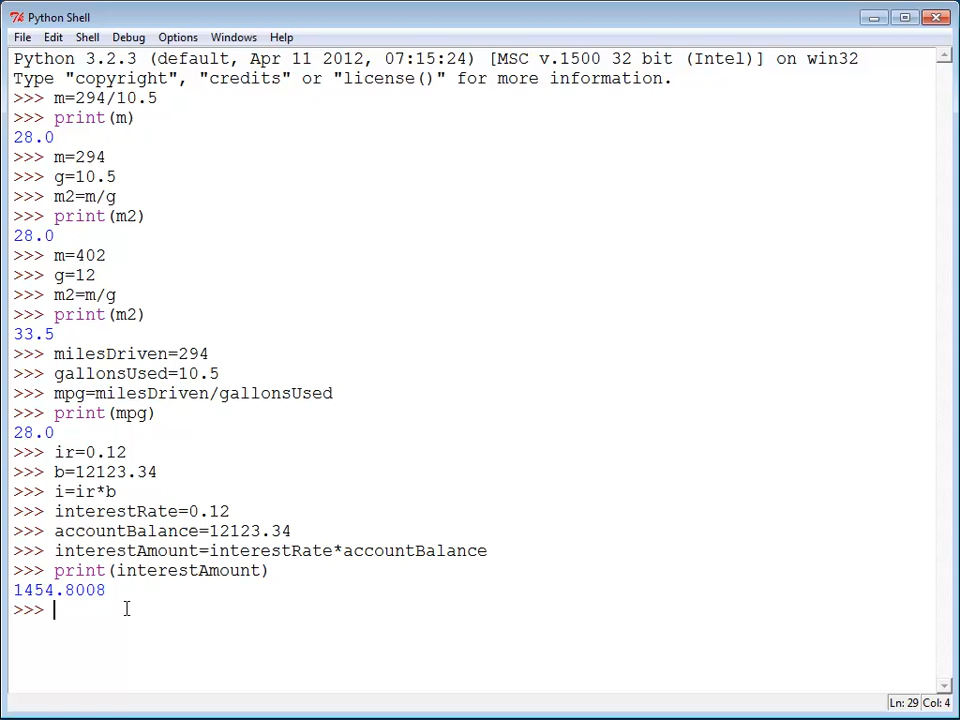 Python Shell
File Edit Shell Debug Options Windows Help
Python 3.2.3 (default, Apr 11 2012, 07:15:24) [MSC v.1500 32 bit (Intel)] on win32
Type "copyright", "credits" or "license()" for more information.
>>> m=294/10.5
>>> print(m)
28.0
>>> m=294
>>> g=10.5
>>> m2=m/g
>>> print(m2)
28.0
>>> m=402
>>> g=12
>>> m2=m/g
>>> print(m2)
33.5
>>> milesDriven=294
>>> gallonsUsed=10.5
>>> mpg=milesDriven/gallonsUsed
>>> print(mpg)
28.0
>>> ir=0.12
>>> b=12123.34
>>> i=ir*b
>>> interestRate=0.12
>>> accountBalance=12123.34
>>> interestAmount=interestRate*accountBalance
>>> print(interestAmount)
1454.8008
>>>
Ln: 29 Col: 4